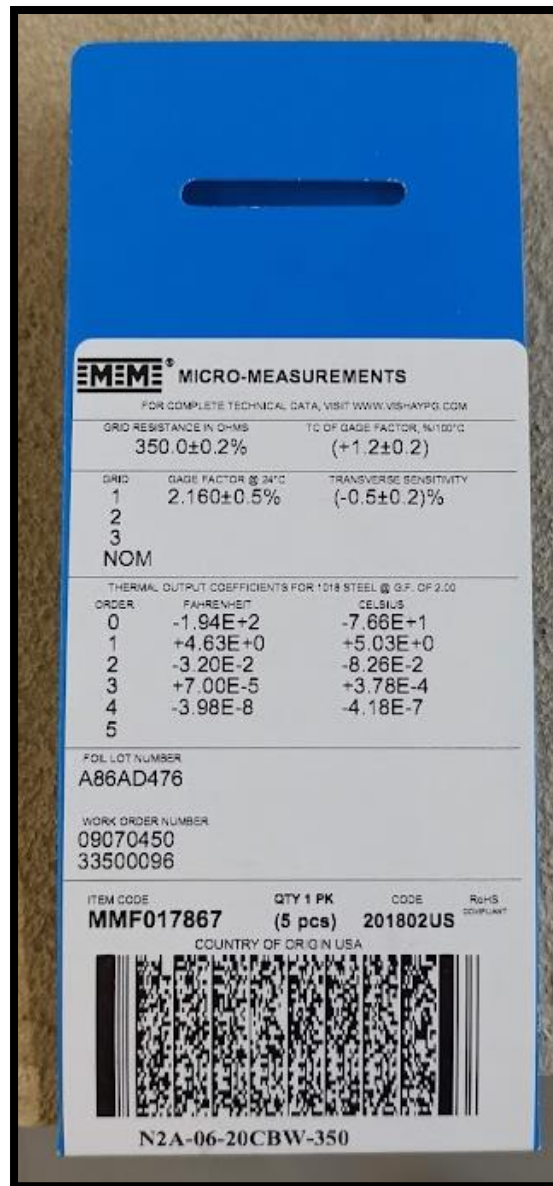 MM® MICRO-MEASUREMENTS
FOR COMPLETE TECHNICAL DATA, VISIT WWW.VISHAYPG.COM
GRID RESISTANCE IN OHMS TC OF GAGE FACTOR, %/100°C
350.0±0.2% (+1.2±0.2)
GRID GAGE FACTOR @ 24°C TRANSVERSE SENSITIVITY
1 2.160±0.5% (-0.5±0.2)%
2
3
NOM
THERMAL OUTPUT COEFFICIENTS FOR 1018 STEEL @ G.F. OF 2.00
ORDER FAHRENHEIT CELSIUS
0 -1.94E+2 -7.66E+1
1 +4.63E+0 +5.03E+0
2 -3.20E-2 -8.26E-2
3 +7.00E-5 +3.78E-4
4 -3.98E-8 -4.18E-7
5
FOIL LOT NUMBER
A86AD476
WORK ORDER NUMBER
09070450
33500096
ITEM CODE QTY 1 PK CODE RoHS
MMF017867 (5 pcs) 201802US COMPLIANT
COUNTRY OF ORIGIN USA
N2A-06-20CBW-350